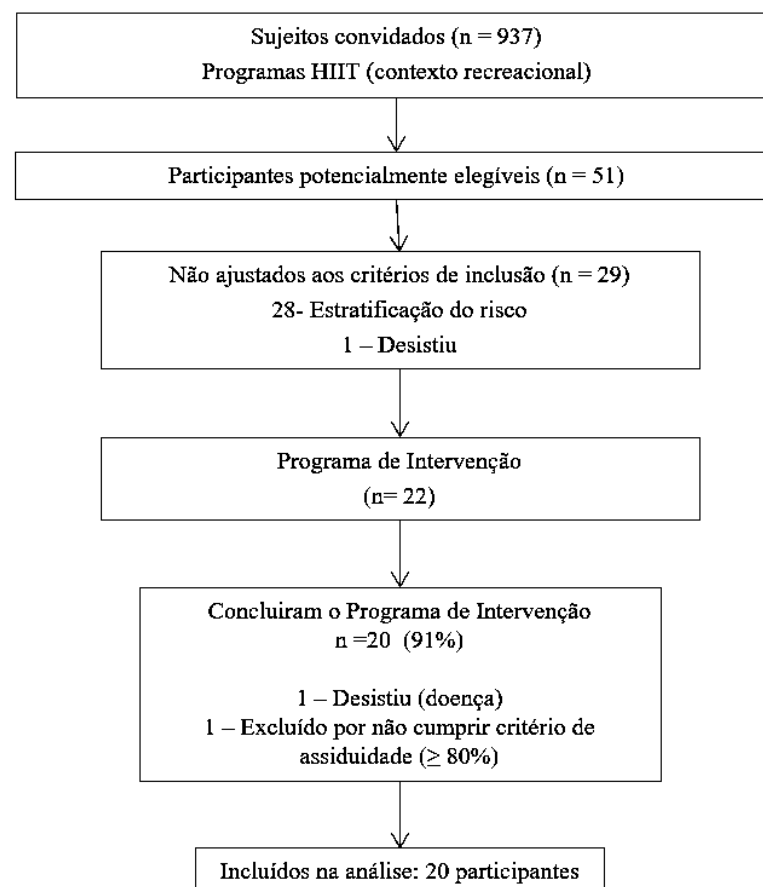 Sujeitos convidados (n = 937)
Programas HIIT (contexto recreacional)
Participantes potencialmente elegíveis (n = 51)
Não ajustados aos critérios de inclusão (n = 29)
28- Estratificação do risco
1 – Desistiu
Programa de Intervenção
(n= 22)
Concluiram o Programa de Intervenção
n =20 (91%)
1 – Desistiu (doença)
1 – Excluído por não cumprir critério de
assiduidade (≥ 80%)
Incluídos na análise: 20 participantes